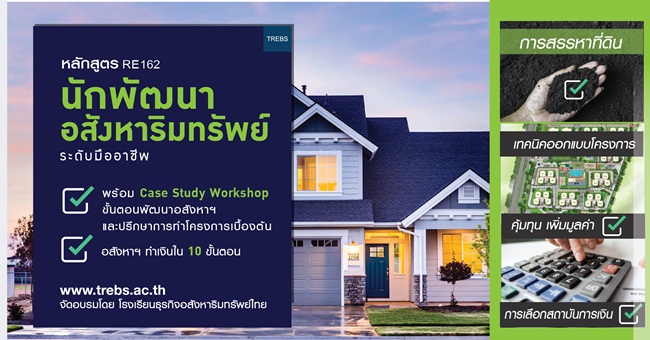 TREBS
หลักสูตร RE162
นักพัฒนา
อสังหาริมทรัพย์
ระดับมืออาชีพ
พร้อม Case Study Workshop
ขั้นตอนพัฒนาอสังหาฯ
และปรึกษาการทำโครงการเบื้องต้น
อสังหาฯ ทำเงินใน 10 ขั้นตอน
www.trebs.ac.th
จัดอบรมโดย โรงเรียนธุรกิจอสังหาริมทรัพย์ไทย
การสรรหาที่ดิน
เทคนิคออกแบบโครงการ
คุ้มทุน เพิ่มมูลค่า
การเลือกสถาบันการเงิน